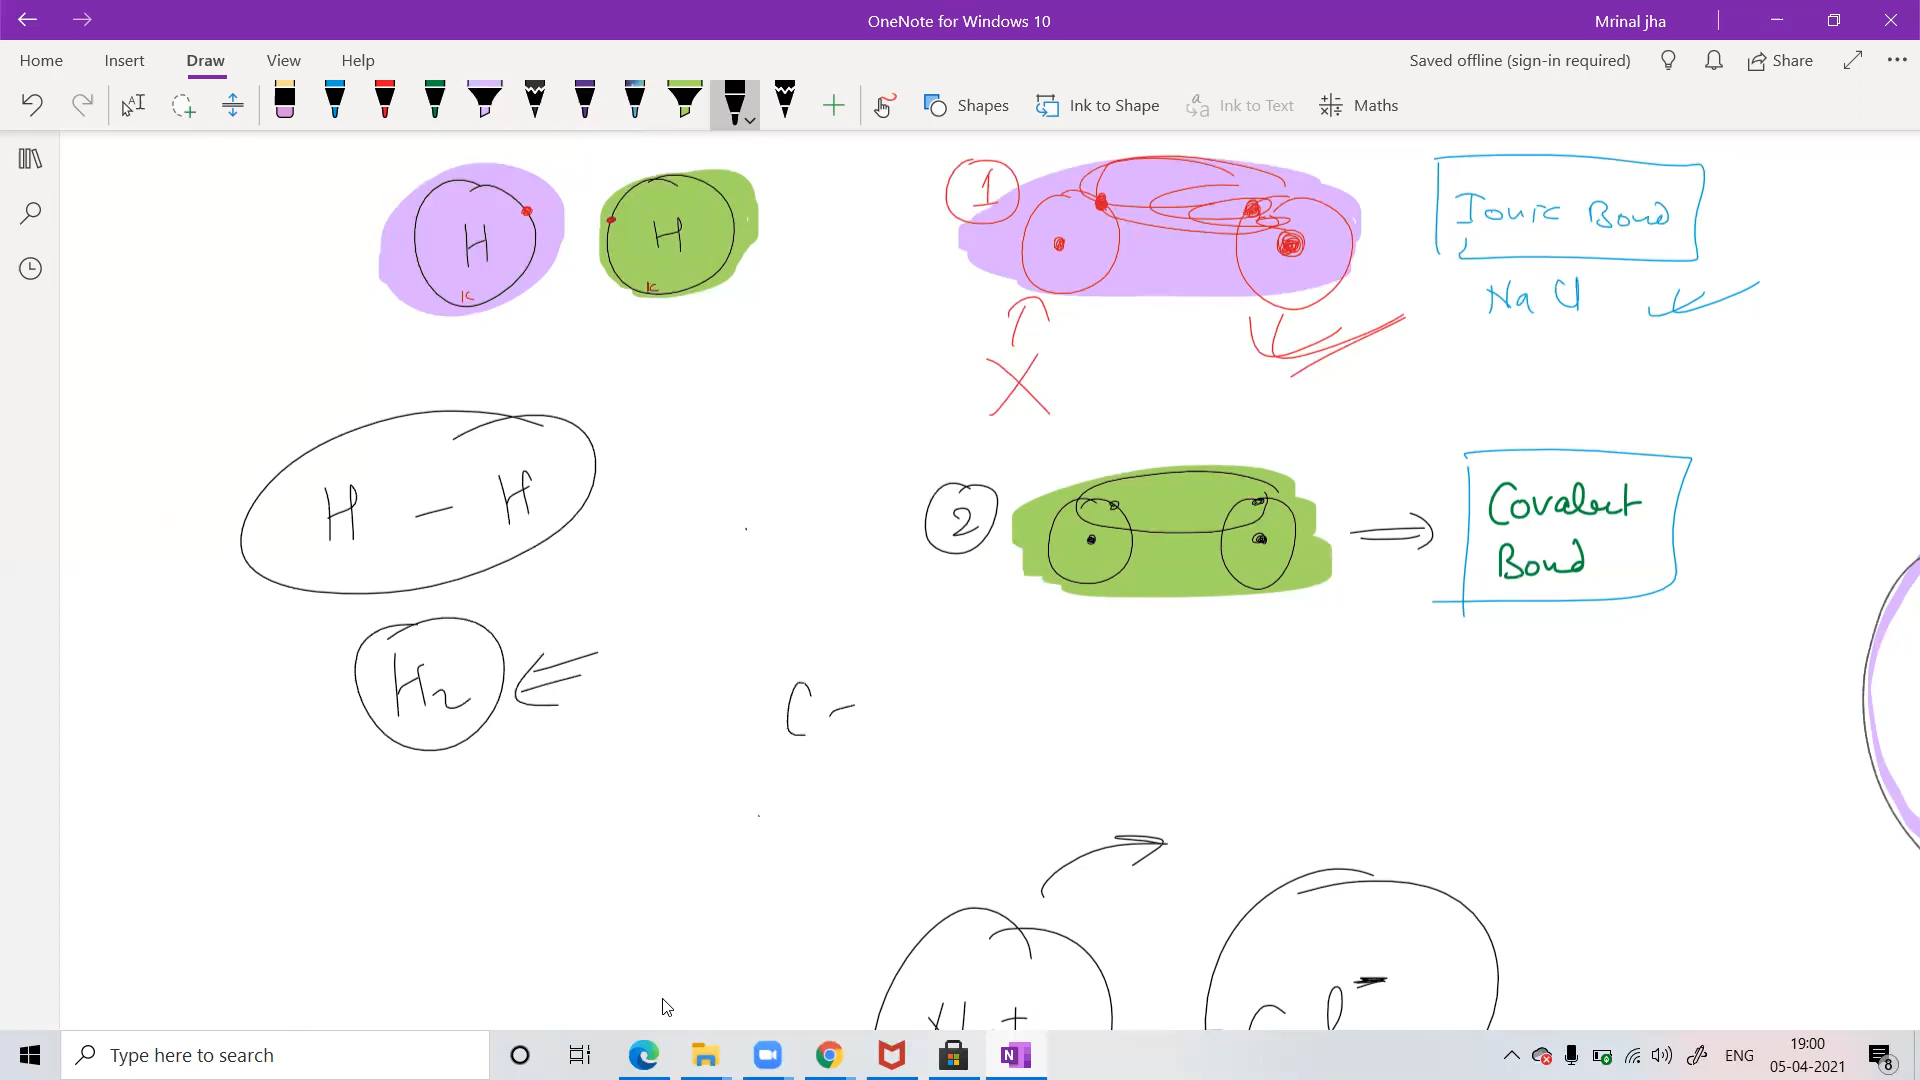 OneNote for Windows 10
Mrinal jha
Home Insert Draw View Help
Saved offline (sign-in required)
Share
Shapes
Ink to Shape
Ink to Text
Maths
H
K
H
K
1
Ionic Bond
NaCl
X
H - H
2
Covalent
Bond
H2
C -
Cl-
Type here to search
ENG
19:00
05-04-2021
8